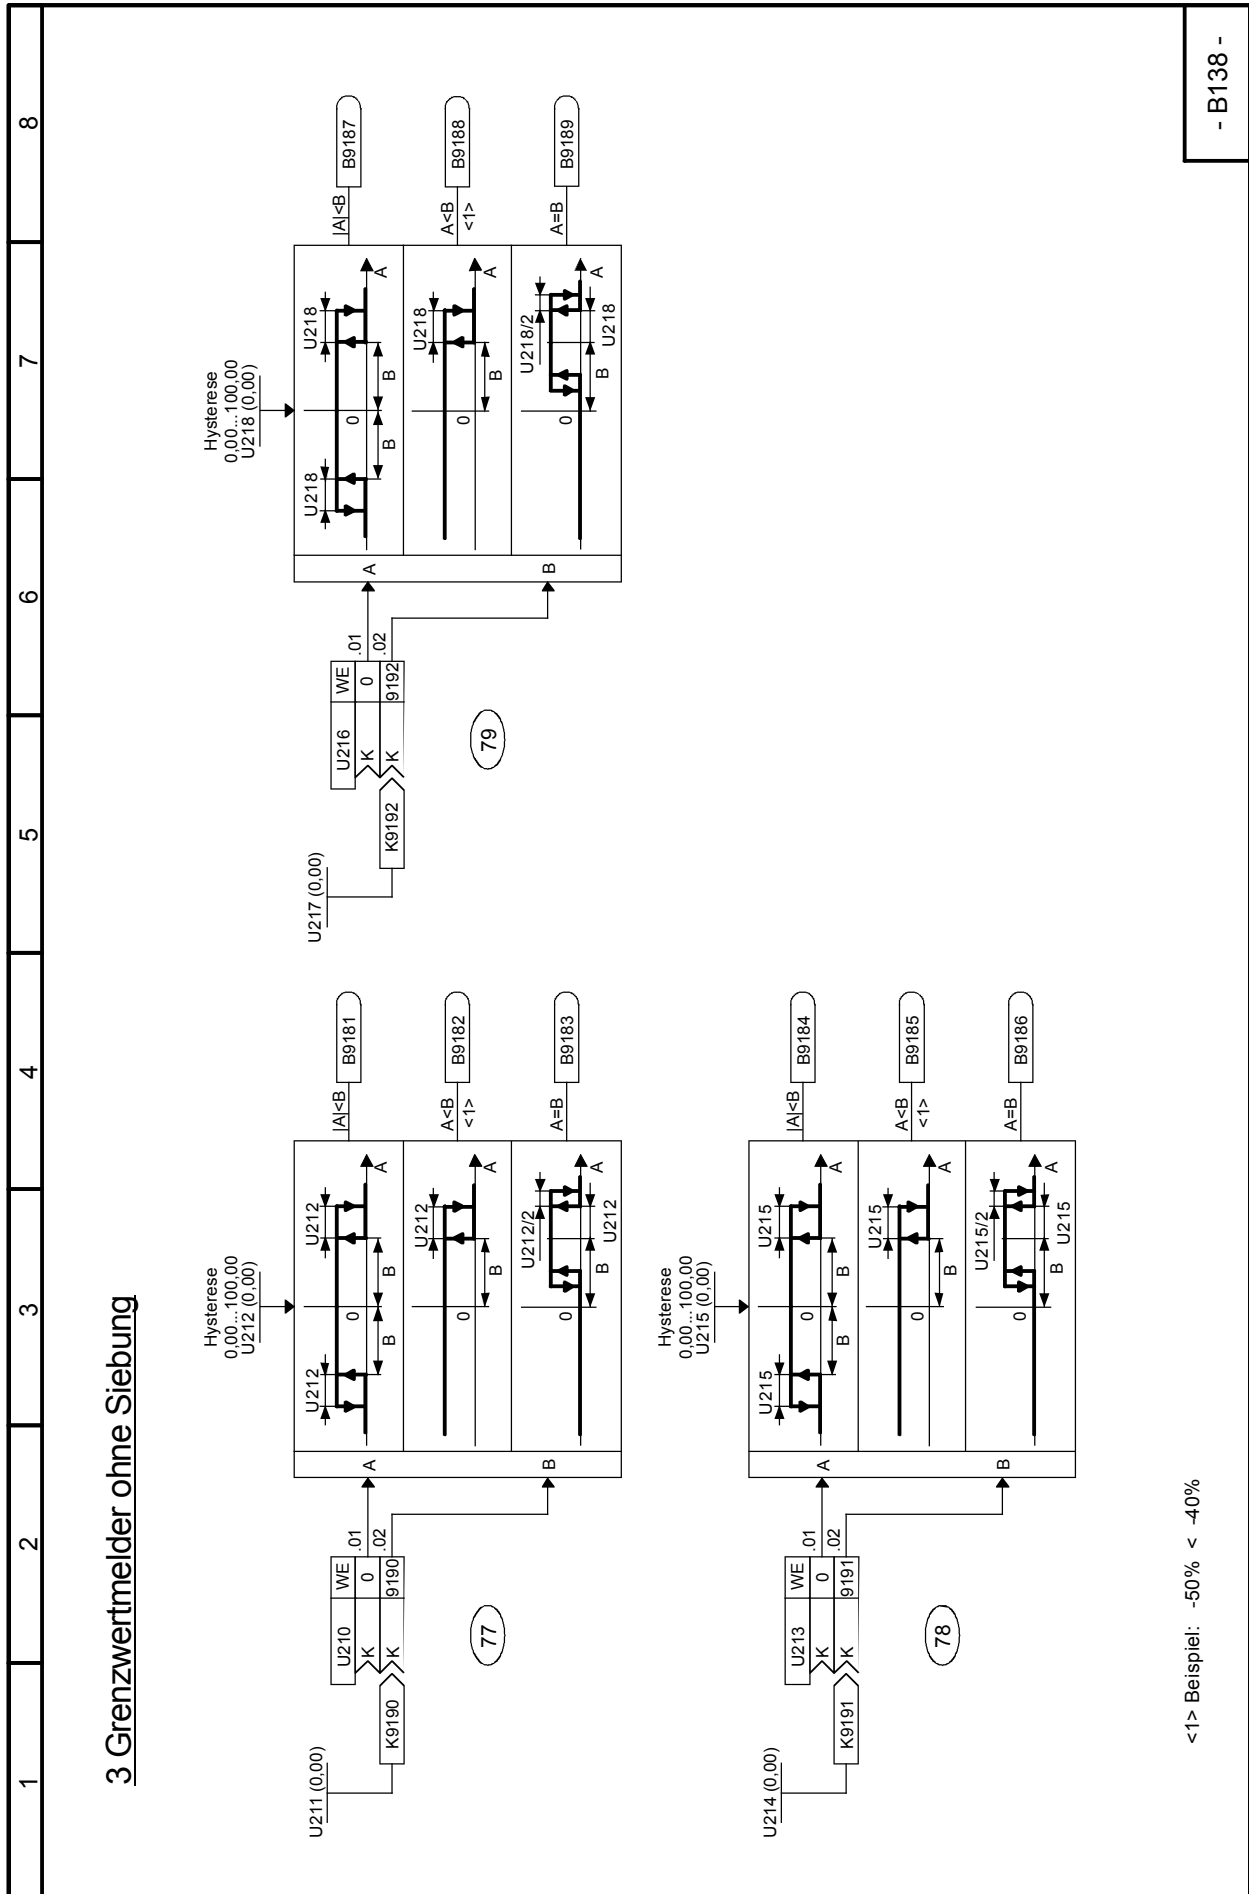 1 2 3 4 5 6 7 8
3 Grenzwertmelder ohne Siebung
U211 (0,00)
K9190
U210 WE
K 0 .01
K 9190 .02
77
Hysterese
0,00...100,00
U212 (0,00)
A
B
U212 U212
0
B B
A
|A|<B
B9181
U212
0
B
A
A<B
<1>
B9182
U212/2
0
B
U212
A
A=B
B9183
U214 (0,00)
K9191
U213 WE
K 0 .01
K 9191 .02
78
Hysterese
0,00...100,00
U215 (0,00)
A
B
U215 U215
0
B B
A
|A|<B
B9184
U215
0
B
A
A<B
<1>
B9185
U215/2
0
B
U215
A
A=B
B9186
U217 (0,00)
K9192
U216 WE
K 0 .01
K 9192 .02
79
Hysterese
0,00...100,00
U218 (0,00)
A
B
U218 U218
0
B B
A
|A|<B
B9187
U218
0
B
A
A<B
<1>
B9188
U218/2
0
B
U218
A
A=B
B9189
<1> Beispiel: -50% < -40%
- B138 -